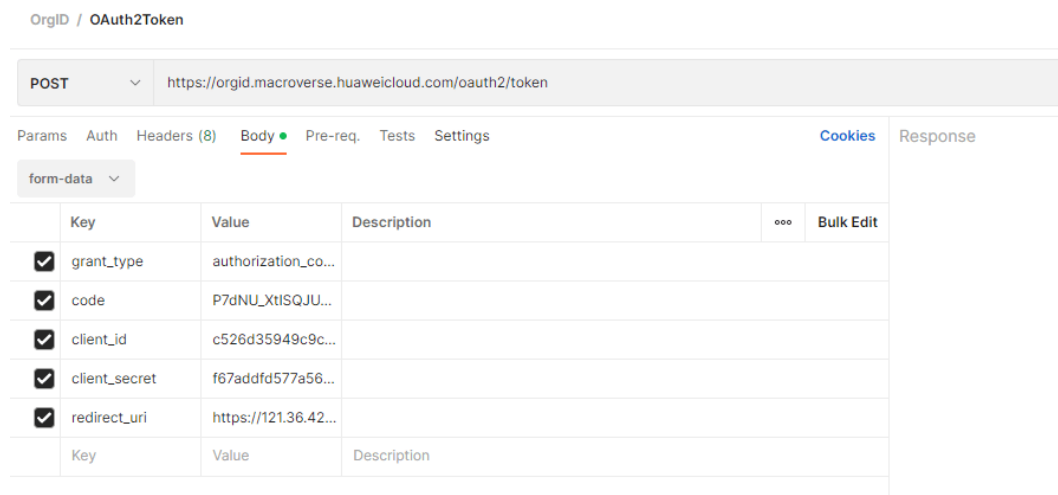 OrgID / OAuth2Token
POST https://orgid.macroverse.huaweicloud.com/oauth2/token
Params Auth Headers (8) Body Pre-req. Tests Settings Cookies Response
form-data
Key Value Description ooo Bulk Edit
grant_type authorization_co...
code P7dNU_XtISQJU...
client_id c526d35949c9c...
client_secret f67addfd577a56...
redirect_uri https://121.36.42...
Key Value Description